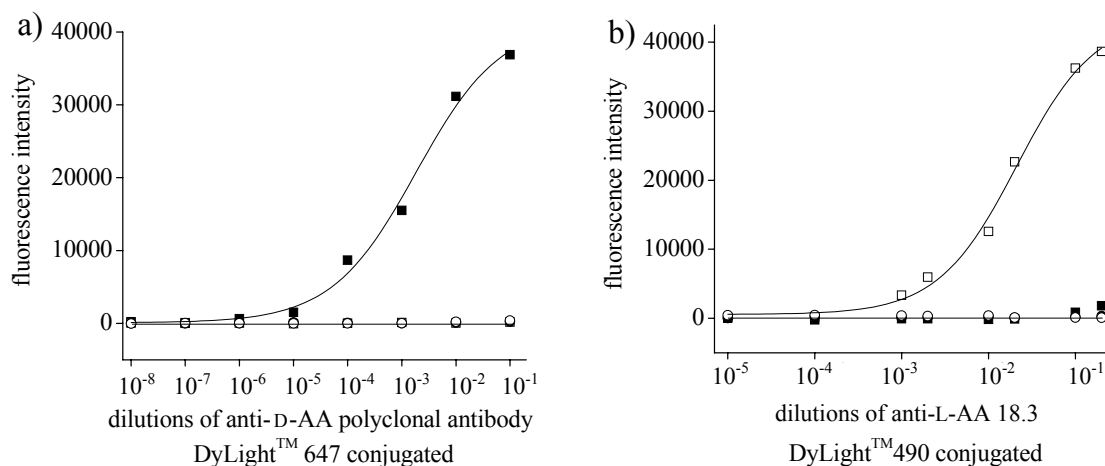 a)
fluorescence intensity
40000
30000
20000
10000
0
10⁻⁸ 10⁻⁷ 10⁻⁶ 10⁻⁵ 10⁻⁴ 10⁻³ 10⁻² 10⁻¹
dilutions of anti-D-AA polyclonal antibody
DyLight™ 647 conjugated
b)
fluorescence intensity
40000
30000
20000
10000
0
10⁻⁵ 10⁻⁴ 10⁻³ 10⁻² 10⁻¹
dilutions of anti-L-AA 18.3
DyLight™490 conjugated